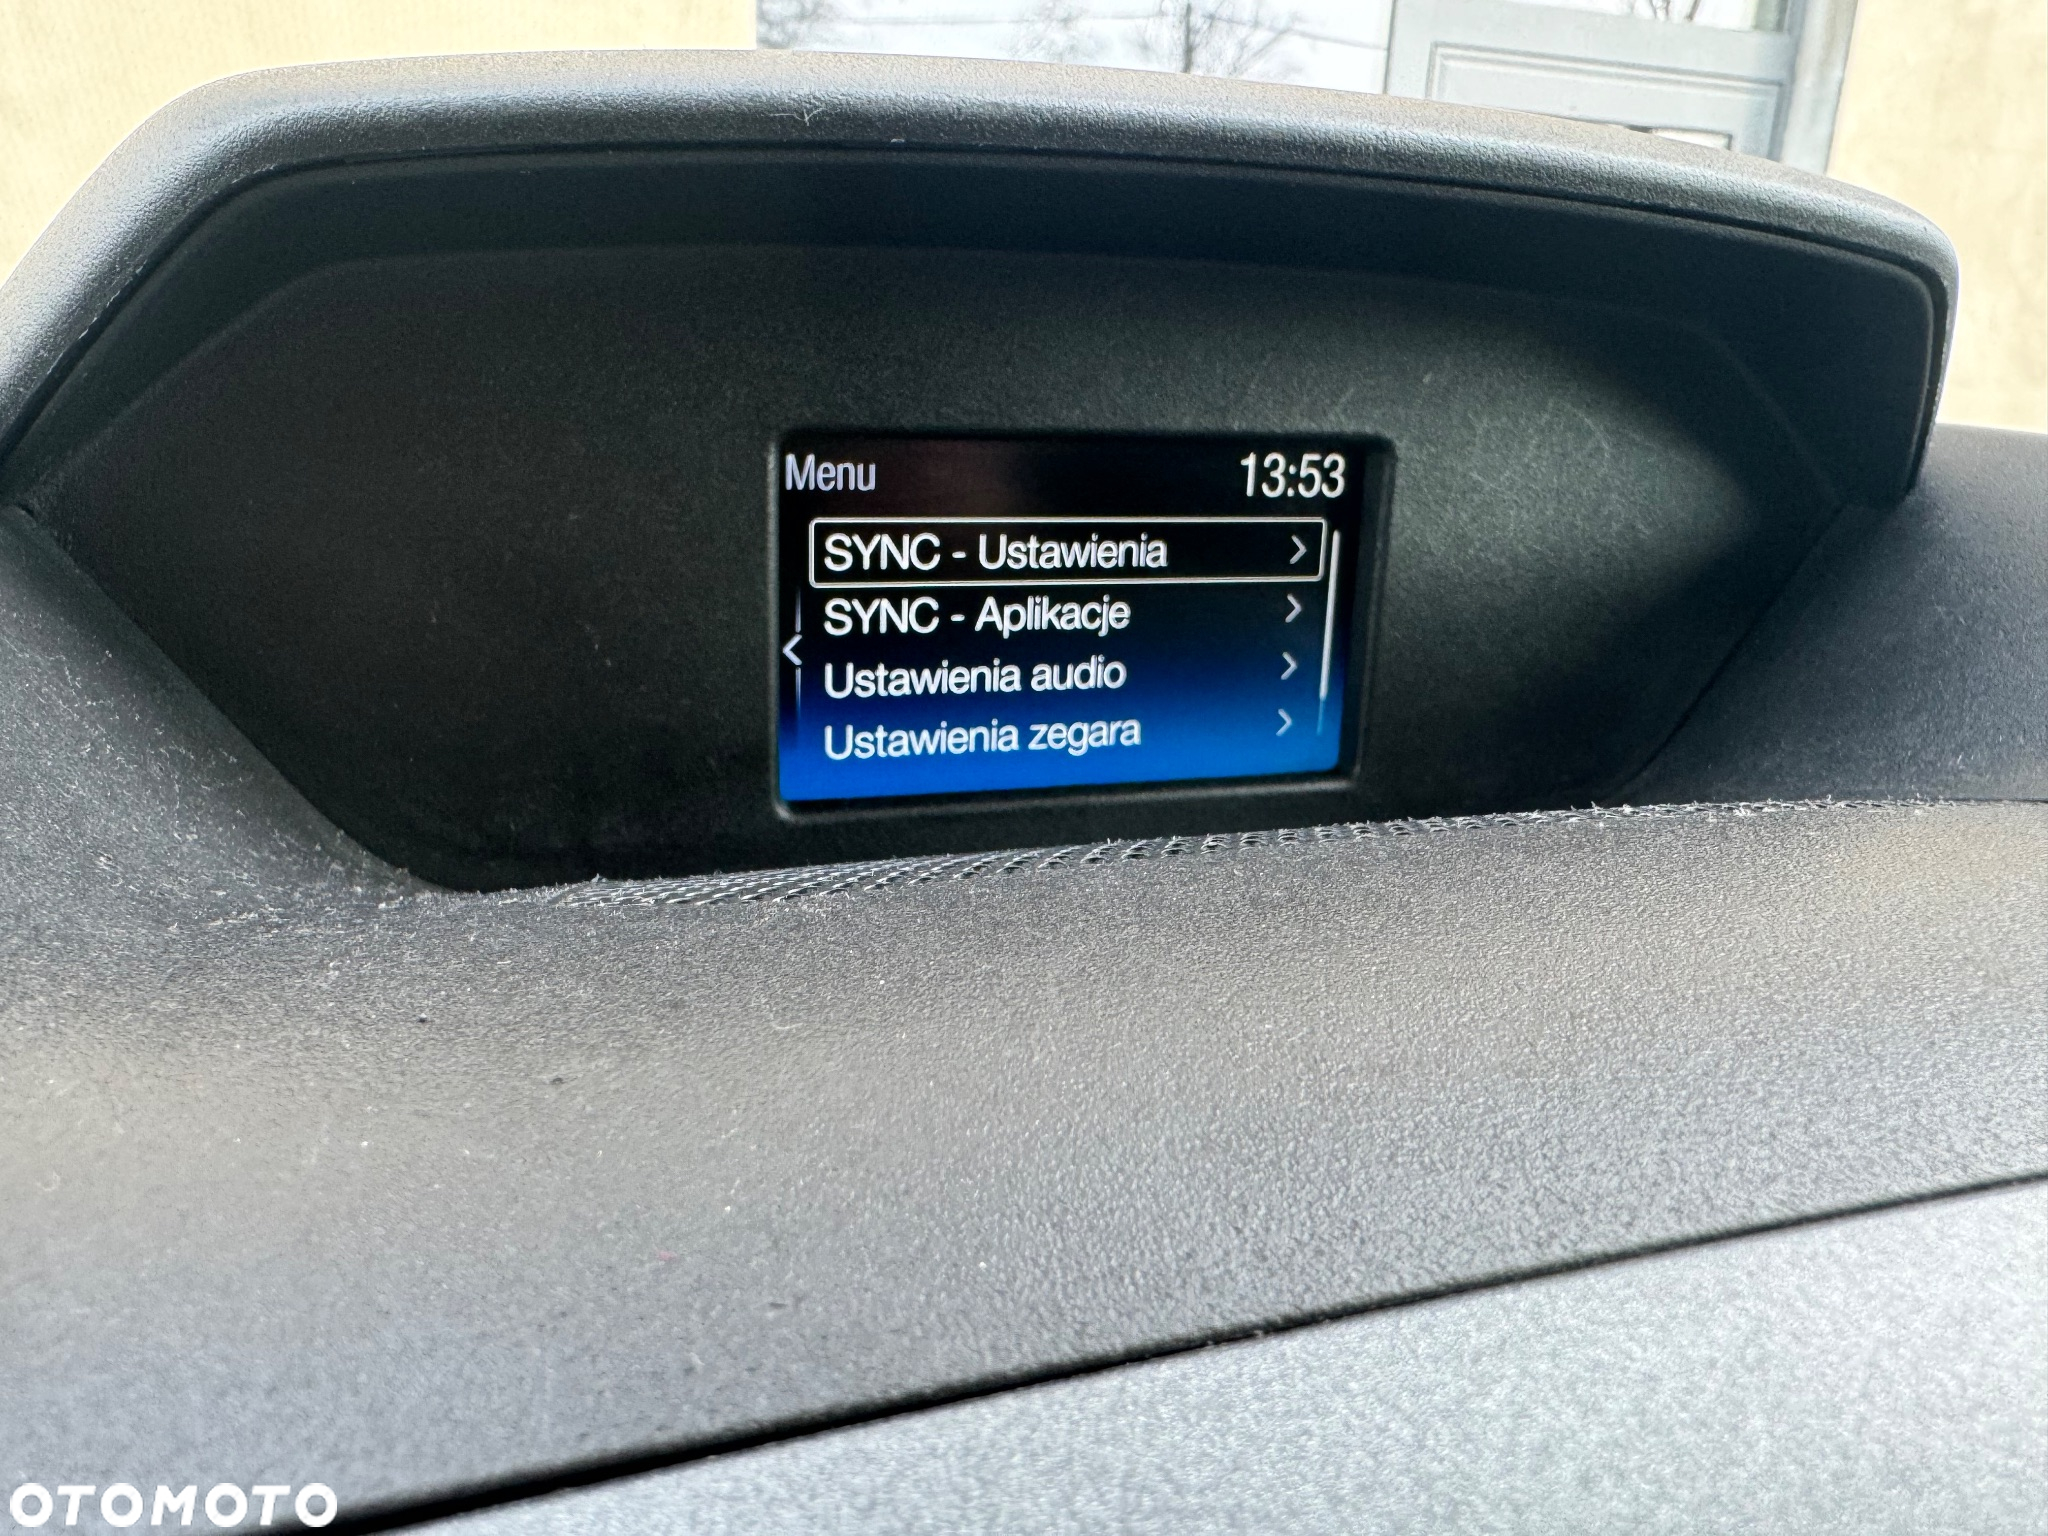 Menu 13:53
SYNC - Ustawienia
SYNC - Aplikacje
Ustawienia audio
Ustawienia zegara
OTOMOTO